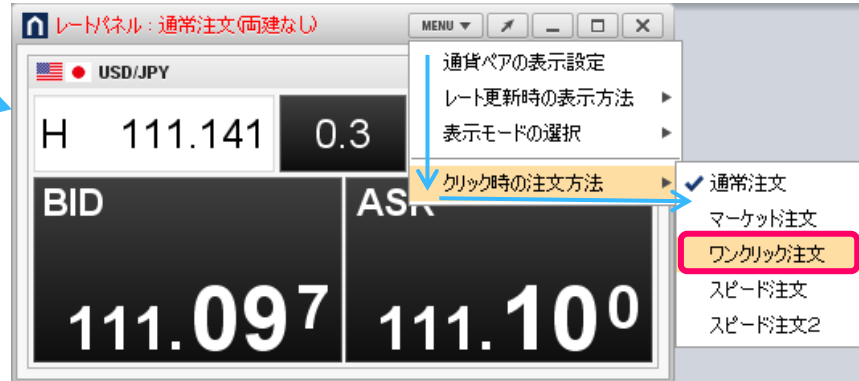 レートパネル：通常注文(両建なし)
MENU ▼
USD/JPY
H 111.141
0.3
BID
111.097
ASK
111.100
通貨ペアの表示設定
レート更新時の表示方法
表示モードの選択
クリック時の注文方法
通常注文
マーケット注文
ワンクリック注文
スピード注文
スピード注文2